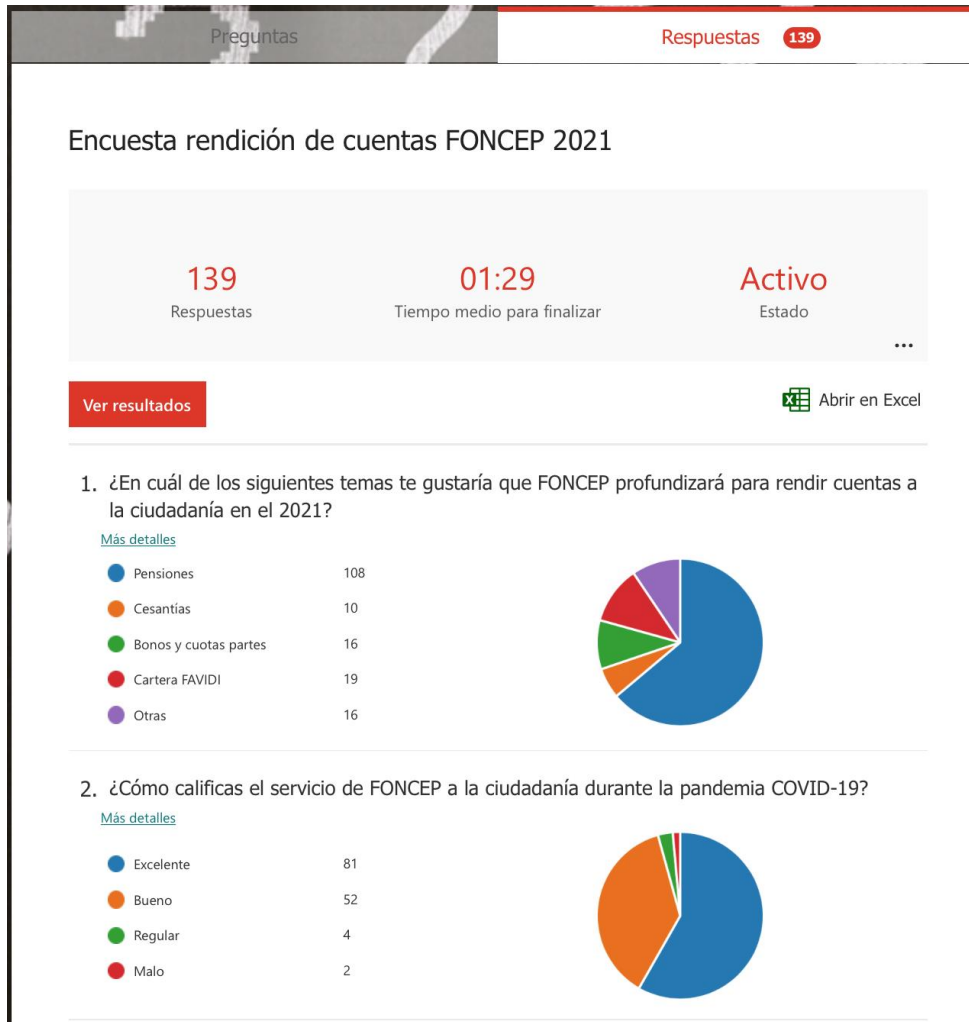 Preguntas
Respuestas 139
Encuesta rendición de cuentas FONCEP 2021
139
Respuestas
01:29
Tiempo medio para finalizar
Activo
Estado
...
Ver resultados
Abrir en Excel
1. ¿En cuál de los siguientes temas te gustaría que FONCEP profundizará para rendir cuentas a
la ciudadanía en el 2021?
Más detalles
Pensiones 108
Cesantías 10
Bonos y cuotas partes 16
Cartera FAVIDI 19
Otras 16
2. ¿Cómo calificas el servicio de FONCEP a la ciudadanía durante la pandemia COVID-19?
Más detalles
Excelente 81
Bueno 52
Regular 4
Malo 2